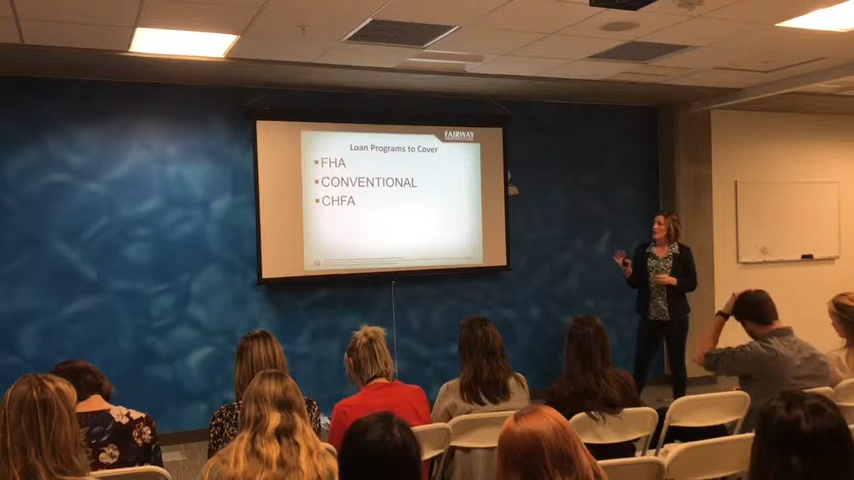 FAIRWAY
Loan Programs to Cover
FHA
CONVENTIONAL
CHFA